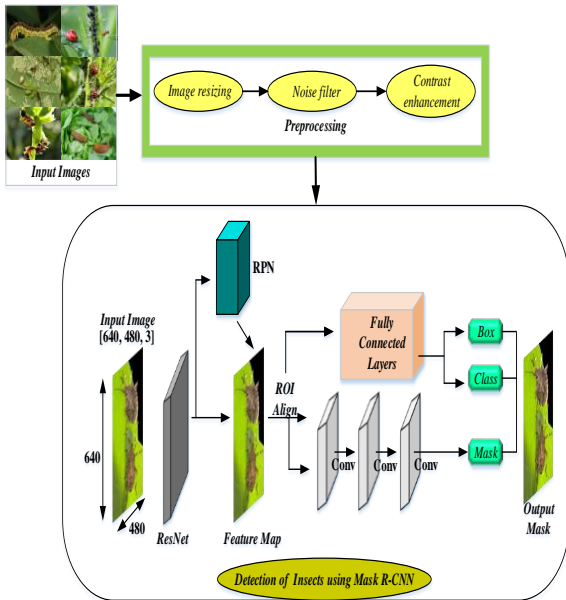 Input Images
Image resizing
Noise filter
Contrast
enhancement
Preprocessing
RPN
Input Image
[640, 480, 3]
640
480
ResNet
Feature Map
ROI
Align
Fully
Connected
Layers
Conv
Conv
Conv
Box
Class
Mask
Output
Mask
Detection of Insects using Mask R-CNN